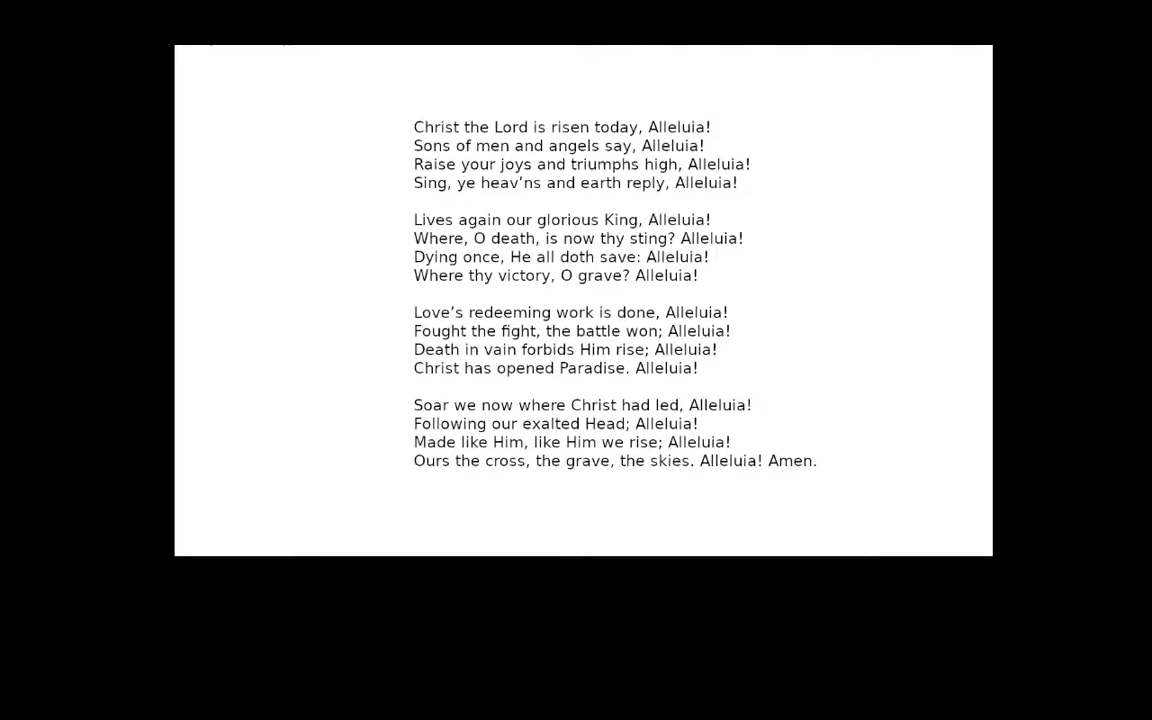 Christ the Lord is risen today, Alleluia!
Sons of men and angels say, Alleluia!
Raise your joys and triumphs high, Alleluia!
Sing, ye heav’ns and earth reply, Alleluia!
Lives again our glorious King, Alleluia!
Where, O death, is now thy sting? Alleluia!
Dying once, He all doth save: Alleluia!
Where thy victory, O grave? Alleluia!
Love’s redeeming work is done, Alleluia!
Fought the fight, the battle won; Alleluia!
Death in vain forbids Him rise; Alleluia!
Christ has opened Paradise. Alleluia!
Soar we now where Christ had led, Alleluia!
Following our exalted Head; Alleluia!
Made like Him, like Him we rise; Alleluia!
Ours the cross, the grave, the skies. Alleluia! Amen.